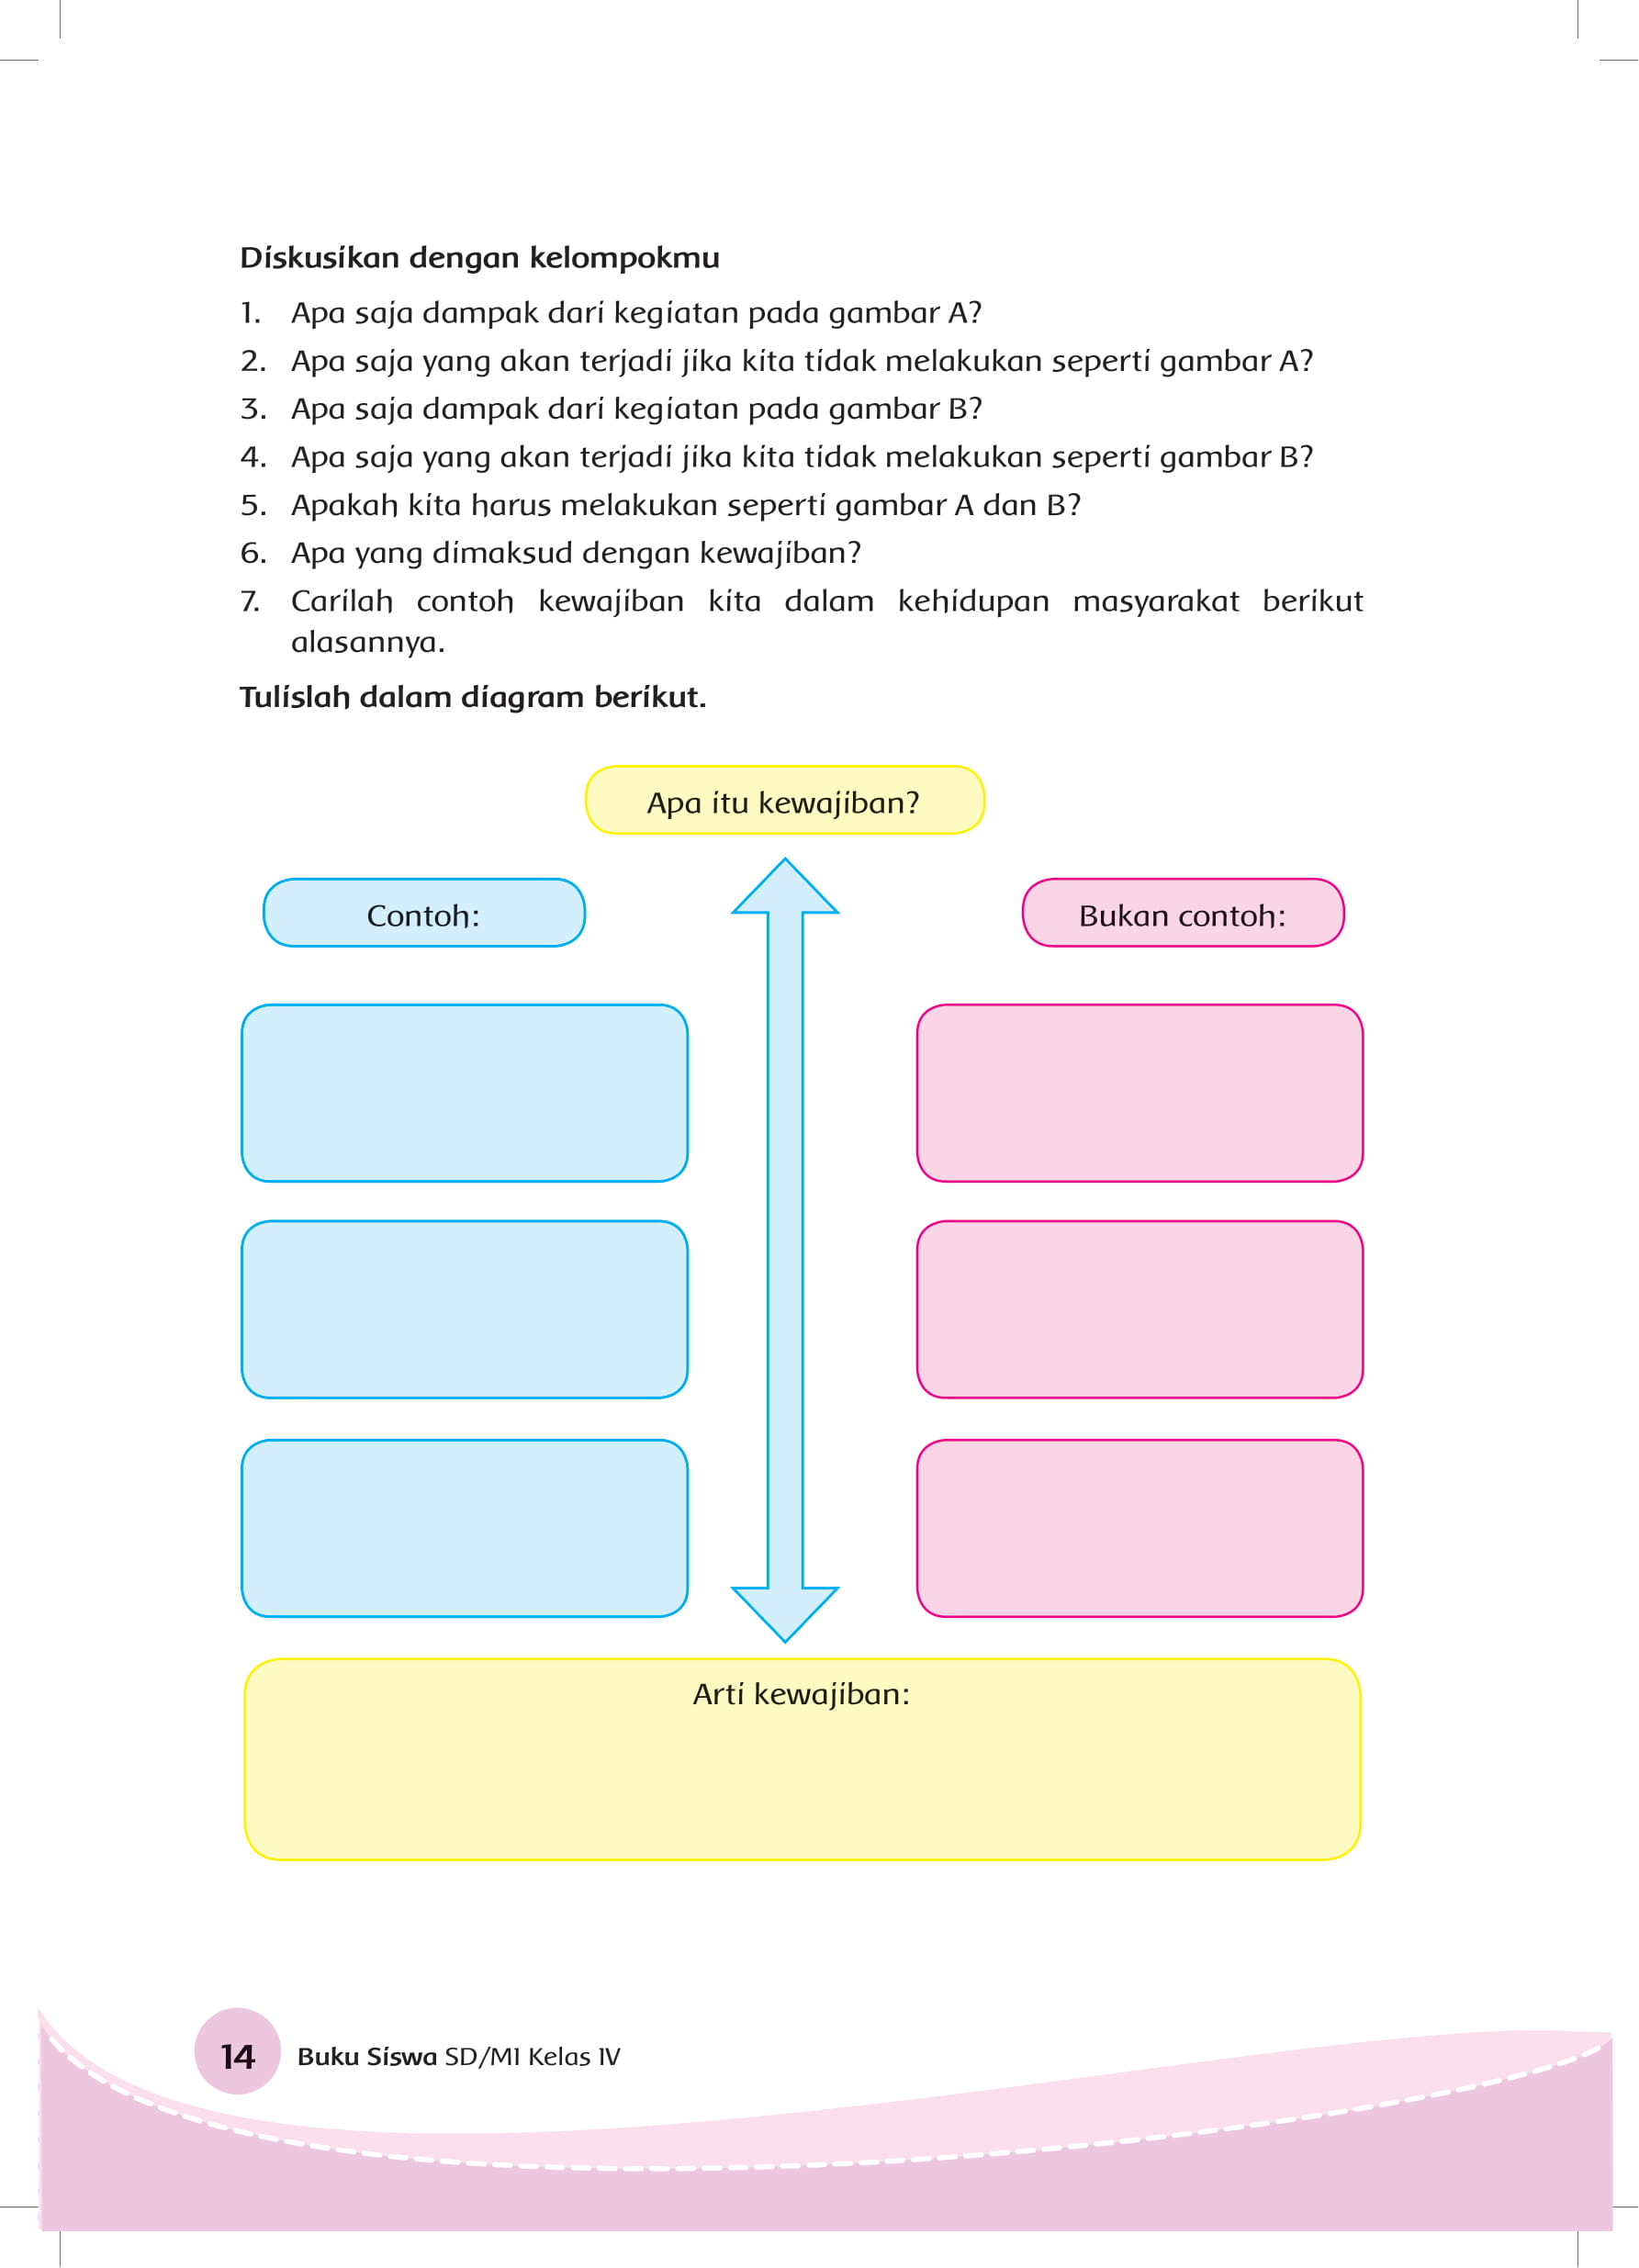 Diskusikan dengan kelompokmu
1. Apa saja dampak dari kegiatan pada gambar A?
2. Apa saja yang akan terjadi jika kita tidak melakukan seperti gambar A?
3. Apa saja dampak dari kegiatan pada gambar B?
4. Apa saja yang akan terjadi jika kita tidak melakukan seperti gambar B?
5. Apakah kita harus melakukan seperti gambar A dan B?
6. Apa yang dimaksud dengan kewajiban?
7. Carilah contoh kewajiban kita dalam kehidupan masyarakat berikut
alasannya.
Tulislah dalam diagram berikut.
Apa itu kewajiban?
Contoh:
Bukan contoh:
Arti kewajiban:
14 Buku Siswa SD/MI Kelas IV